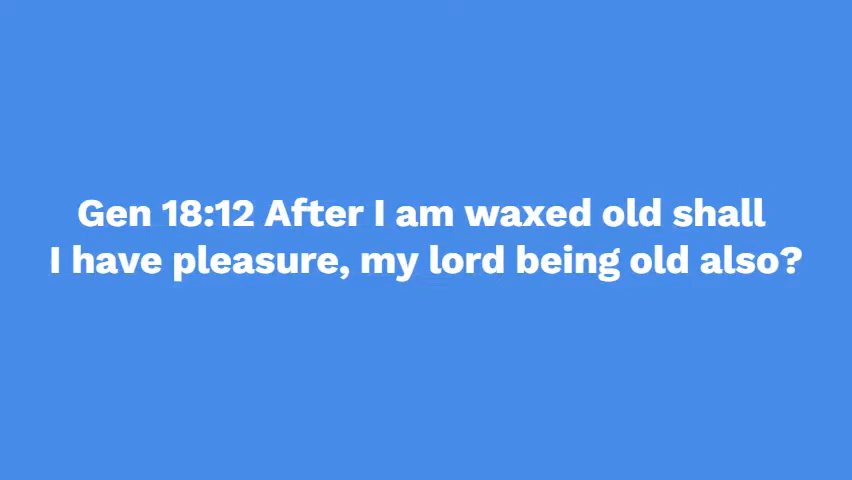 Gen 18:12 After I am waxed old shall
I have pleasure, my lord being old also?